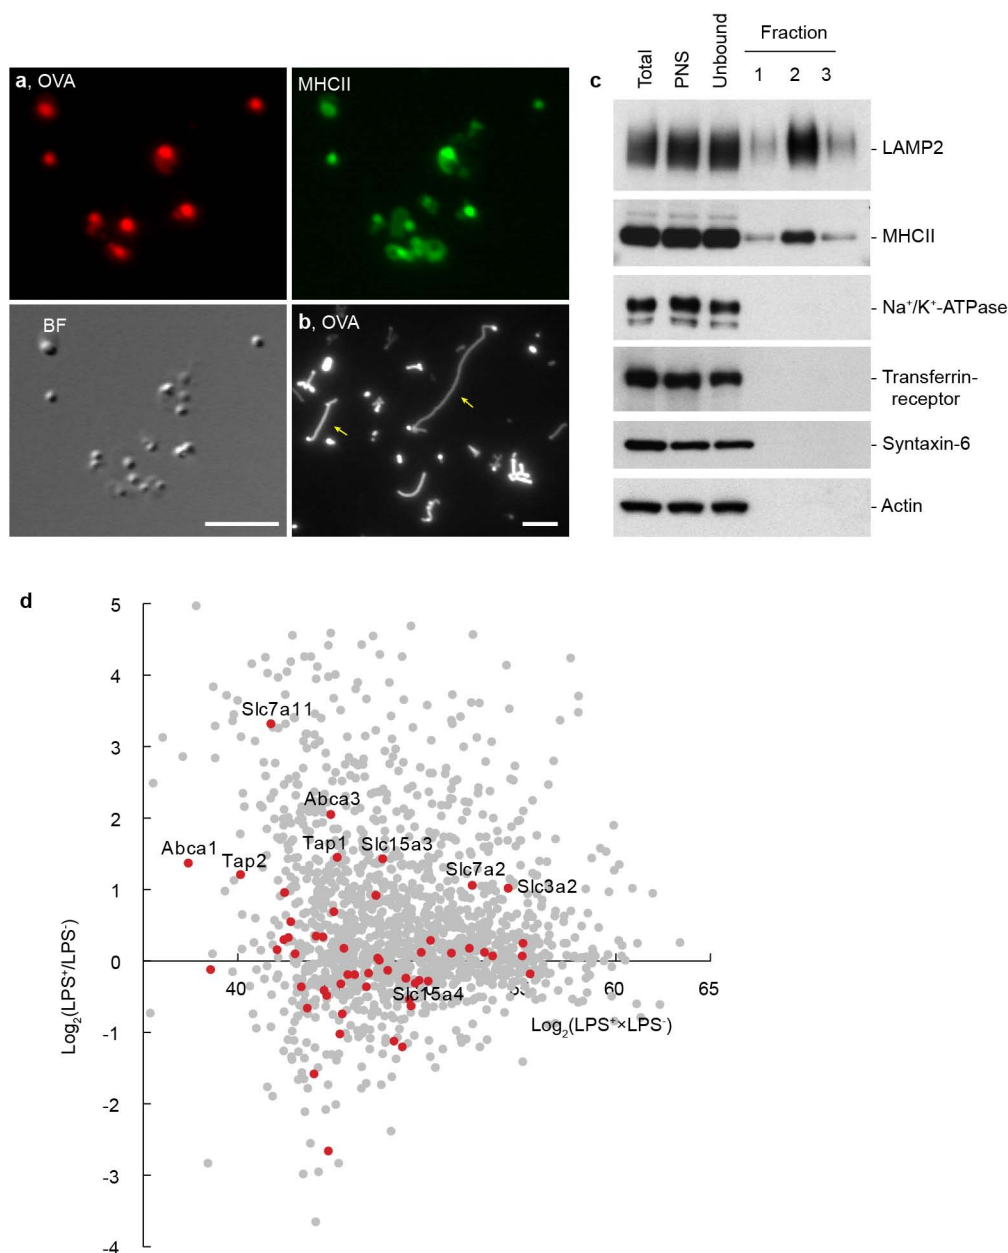 a, OVA
MHCII
BF
b, OVA
c
Total
PNS
Unbound
Fraction
1
2
3
- LAMP2
- MHCII
- Na⁺/K⁺-ATPase
- Transferrin-
receptor
- Syntaxin-6
- Actin
d
Log₂(LPS⁺/LPS⁻)
5
4
3
2
1
0
-1
-2
-3
-4
Slc7a11
Abca3
Abca1
Tap2
Tap1
Slc15a3
Slc7a2
Slc3a2
Slc15a4
40
60
65
Log₂(LPS⁺×LPS⁻)